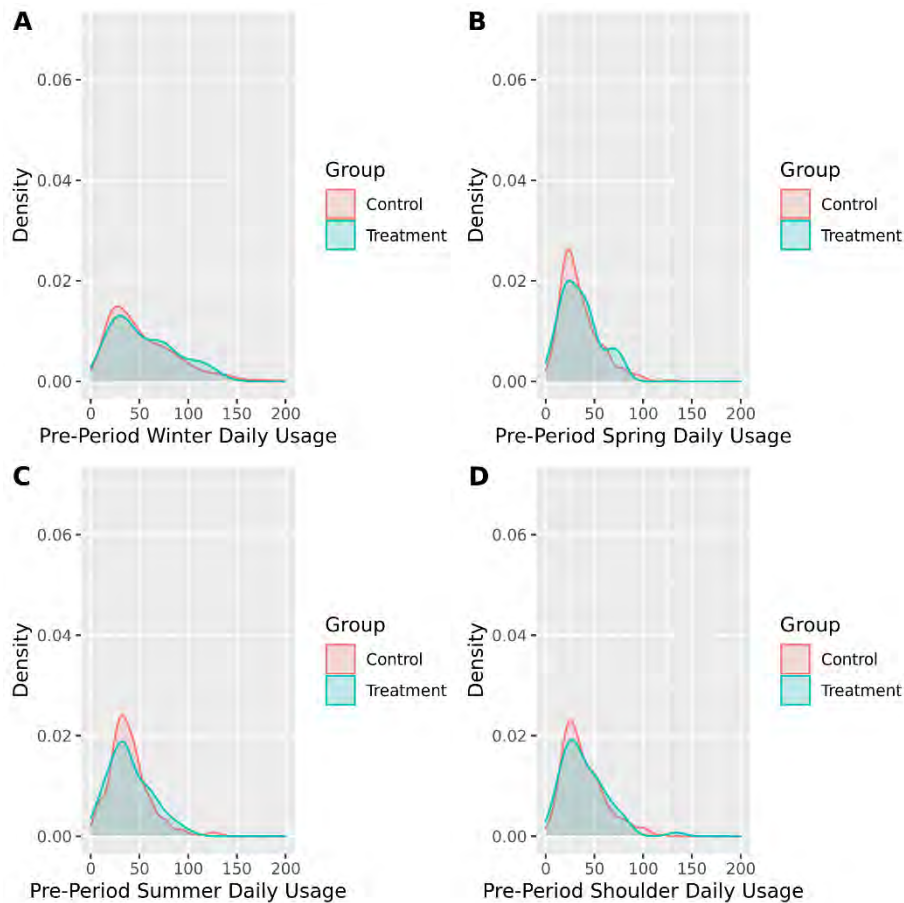 A
Density
0.06
0.04
0.02
0.00
0 50 100 150 200
Pre-Period Winter Daily Usage
Group
Control
Treatment
B
Density
0.06
0.04
0.02
0.00
0 50 100 150 200
Pre-Period Spring Daily Usage
Group
Control
Treatment
C
Density
0.06
0.04
0.02
0.00
0 50 100 150 200
Pre-Period Summer Daily Usage
Group
Control
Treatment
D
Density
0.06
0.04
0.02
0.00
0 50 100 150 200
Pre-Period Shoulder Daily Usage
Group
Control
Treatment